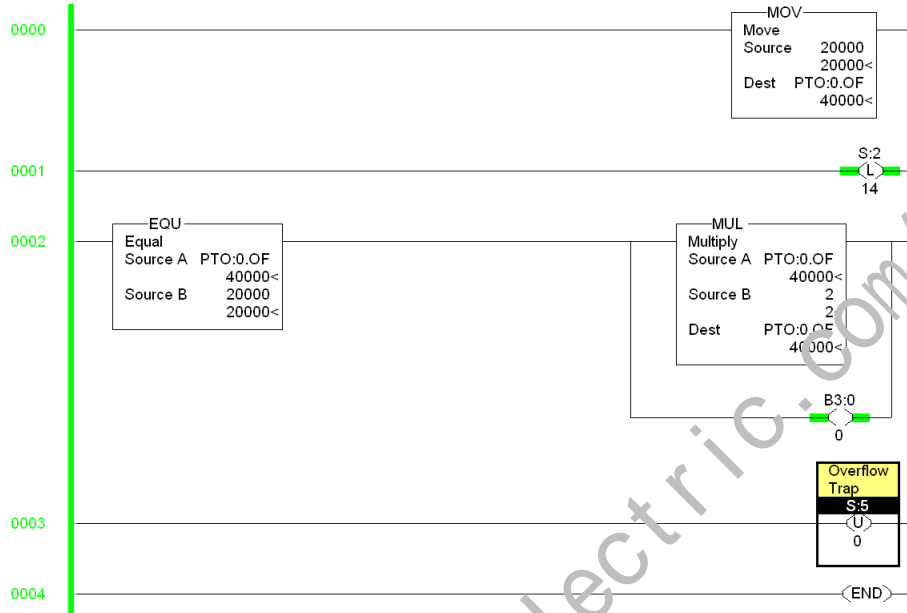 0000
MOV
Move
Source 20000
20000<
Dest PTO:0.OF
40000<
0001
S:2
L
14
0002
EQU
Equal
Source A PTO:0.OF
40000<
Source B 20000
20000<
MUL
Multiply
Source A PTO:0.OF
40000<
Source B 2
2
Dest PTO:0.OF
40000<
B3:0
0
Overflow
Trap
0003
S:5
U
0
0004
END
lectric.com